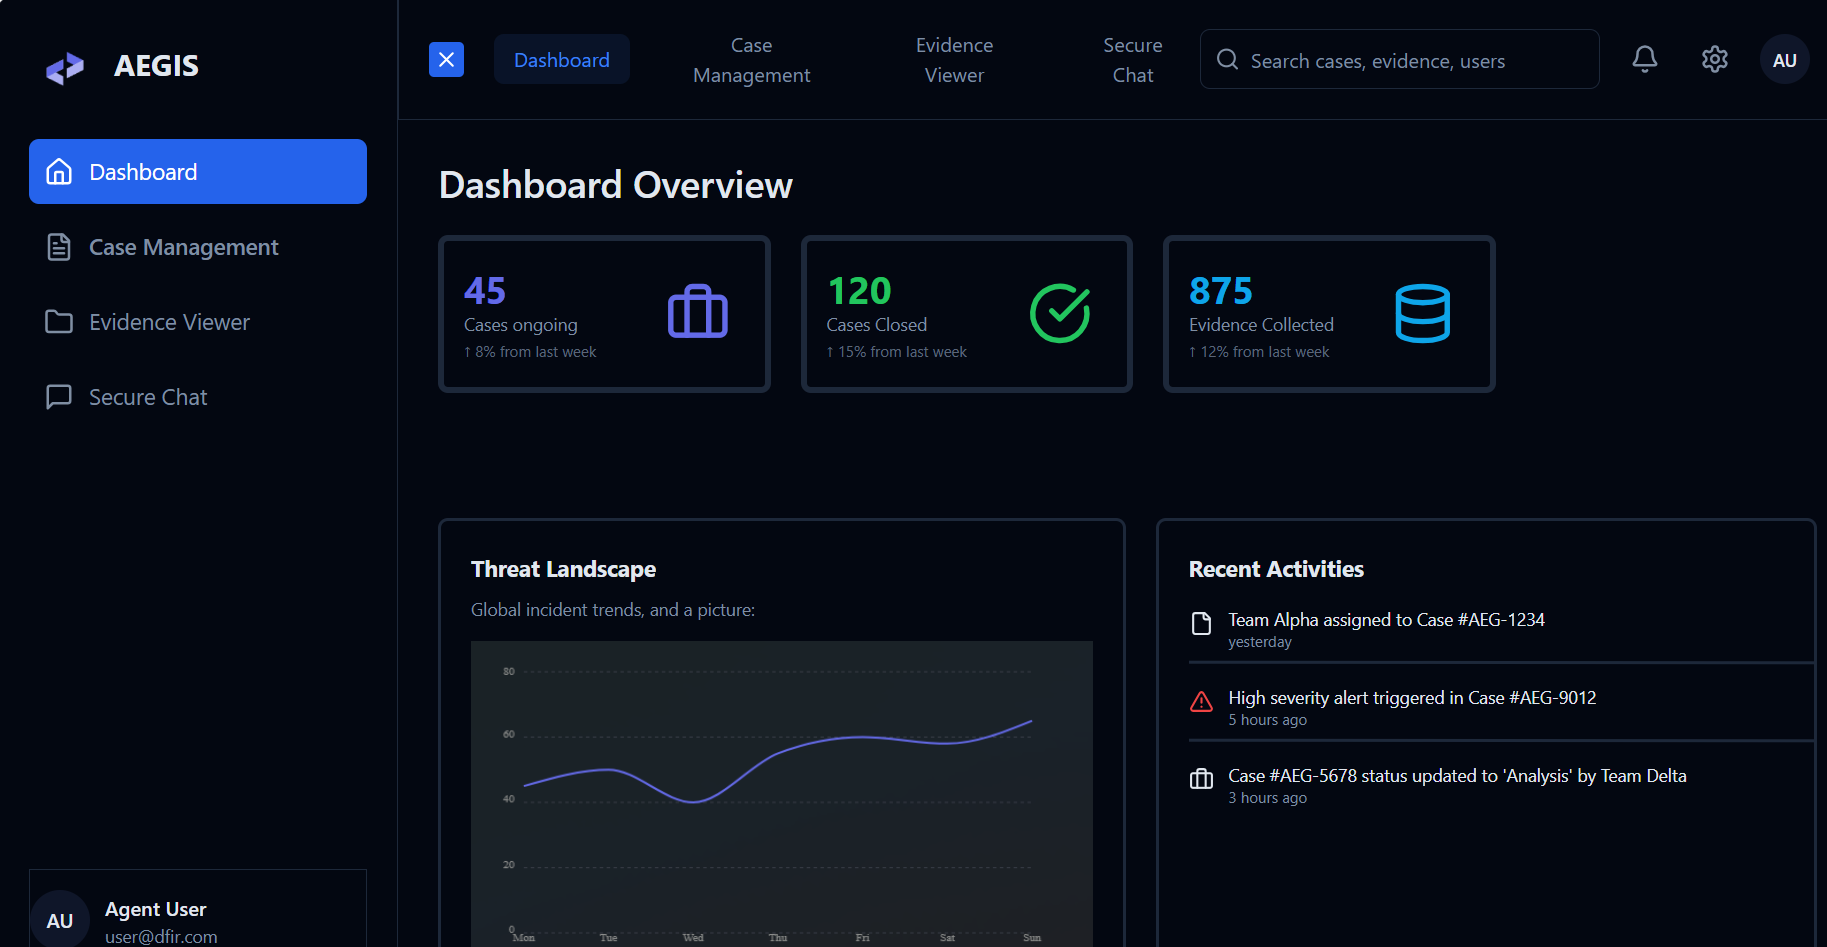 AEGIS
Dashboard
Case Management
Evidence Viewer
Secure Chat
AU
Agent User
user@dfir.com
Dashboard
Case
Management
Evidence
Viewer
Secure
Chat
Search cases, evidence, users
AU
Dashboard Overview
45
Cases ongoing
↑ 8% from last week
120
Cases Closed
↑ 15% from last week
875
Evidence Collected
↑ 12% from last week
Threat Landscape
Global incident trends, and a picture:
80
60
40
20
0
Mon Tue Wed Thu Fri Sat Sun
Recent Activities
Team Alpha assigned to Case #AEG-1234
yesterday
High severity alert triggered in Case #AEG-9012
5 hours ago
Case #AEG-5678 status updated to 'Analysis' by Team Delta
3 hours ago